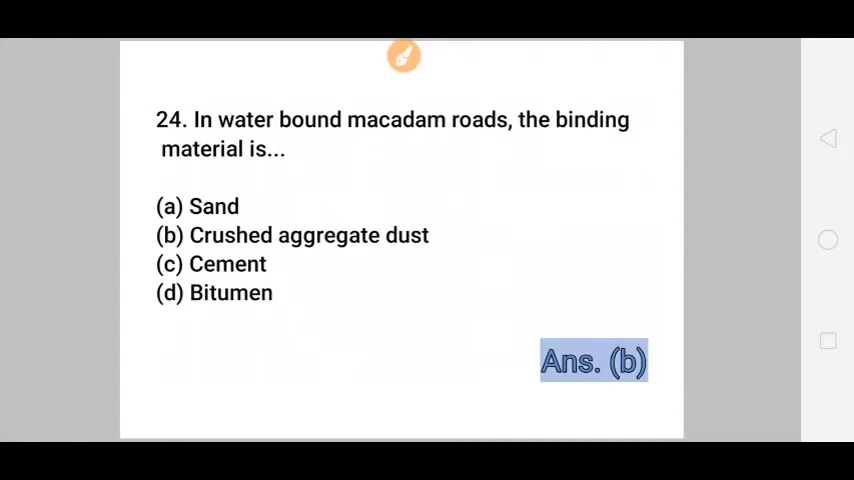 24. In water bound macadam roads, the binding
material is...
(a) Sand
(b) Crushed aggregate dust
(c) Cement
(d) Bitumen
Ans. (b)